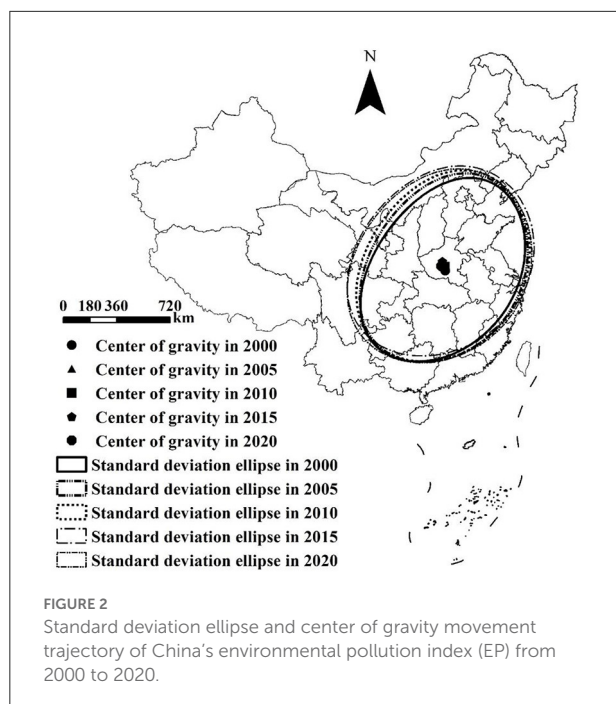 N
0 180 360 720
km
Center of gravity in 2000
Center of gravity in 2005
Center of gravity in 2010
Center of gravity in 2015
Center of gravity in 2020
Standard deviation ellipse in 2000
Standard deviation ellipse in 2005
Standard deviation ellipse in 2010
Standard deviation ellipse in 2015
Standard deviation ellipse in 2020
FIGURE 2
Standard deviation ellipse and center of gravity movement
trajectory of China's environmental pollution index (EP) from
2000 to 2020.